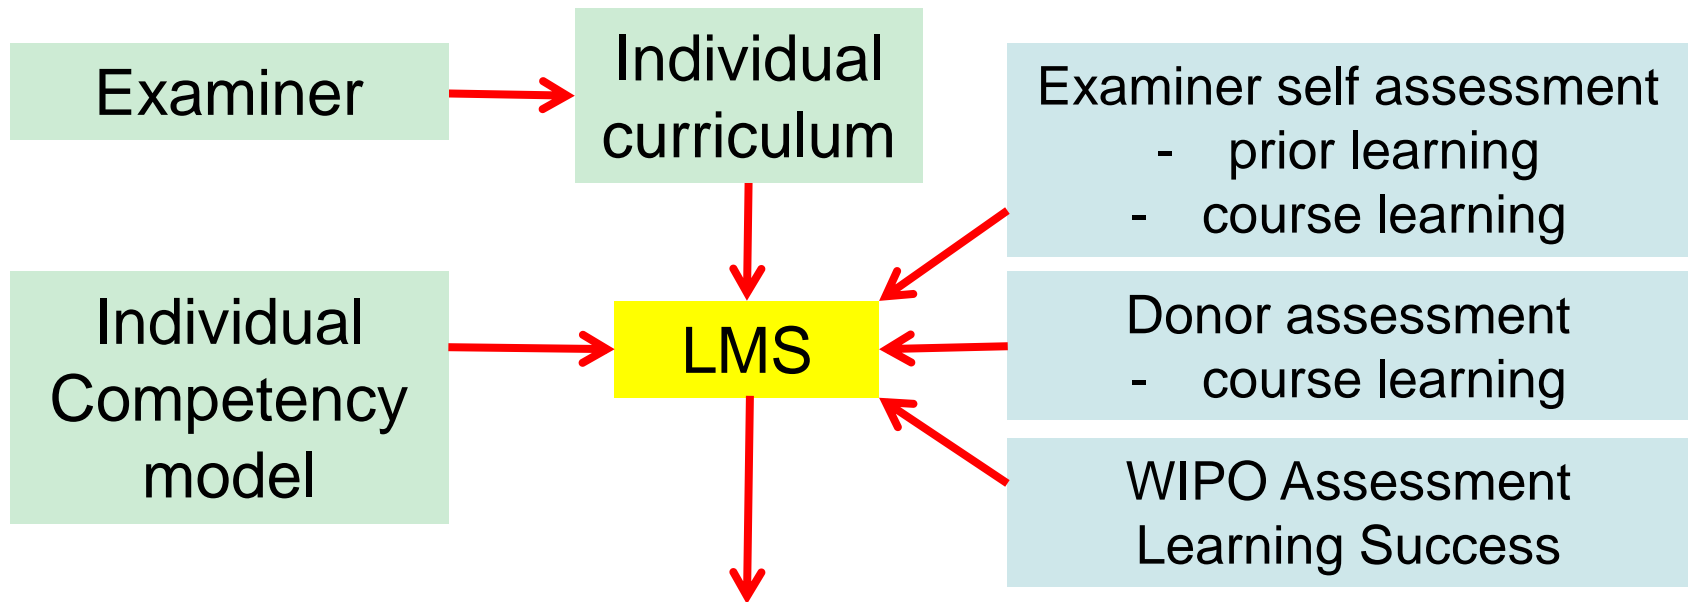 Examiner
Individual
curriculum
Examiner self assessment
- prior learning
- course learning
Individual
Competency
model
LMS
Donor assessment
- course learning
WIPO Assessment
Learning Success